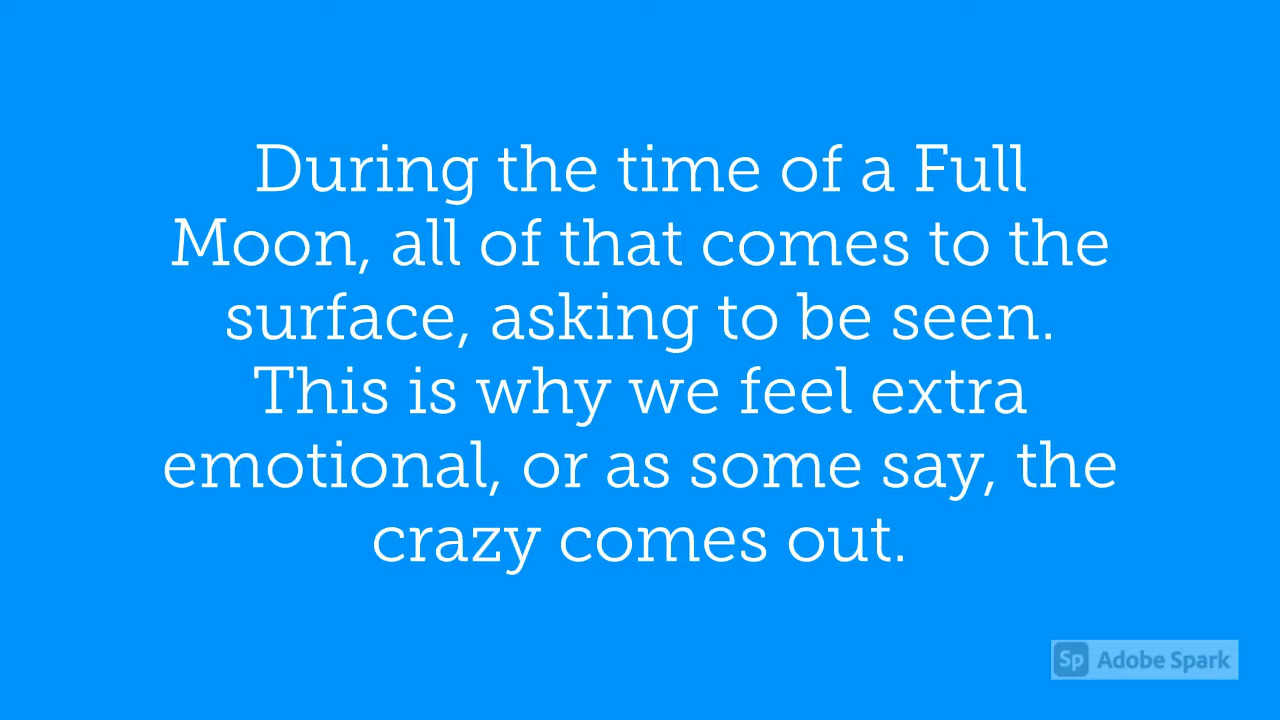 During the time of a Full
Moon, all of that comes to the
surface, asking to be seen.
This is why we feel extra
emotional, or as some say, the
crazy comes out.
Sp Adobe Spark